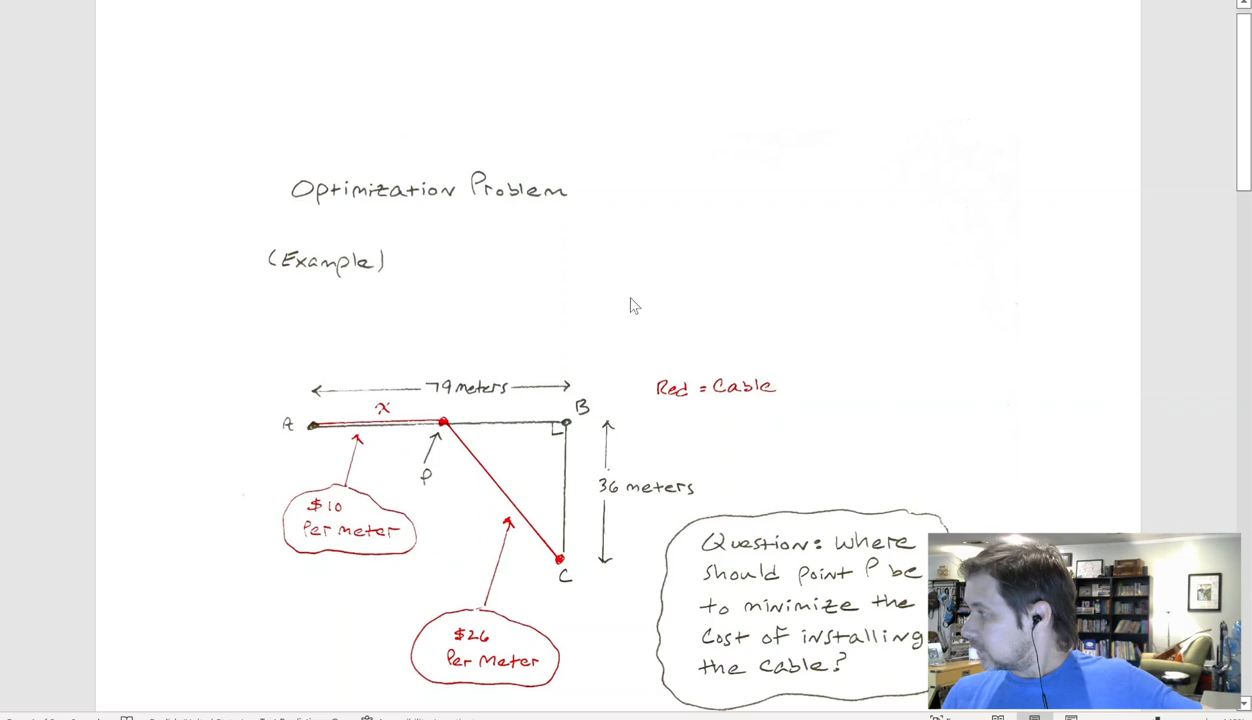 Optimization Problem
(Example)
79 meters
Red = Cable
x
A
B
P
36 meters
$10
Per meter
C
$26
Per Meter
Question: Where
should point P be
to minimize the
Cost of installing
the Cable?